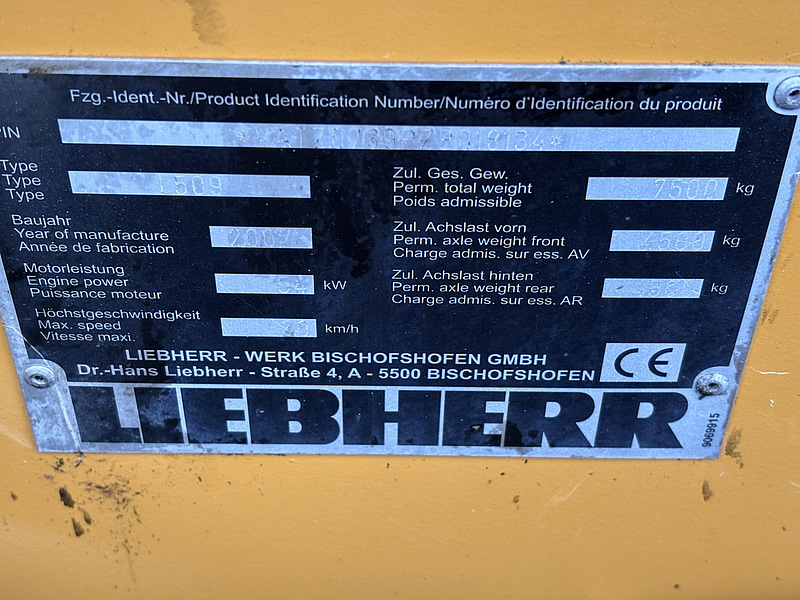 Fzg.-Ident.-Nr./Product Identification Number/Numéro d'Identification du produit
PIN
Type
Type L509
Type
Baujahr
Year of manufacture
Année de fabrication
Motorleistung
Engine power kW
Puissance moteur
Höchstgeschwindigkeit
Max. speed km/h
Vitesse maxi.
Zul. Ges. Gew.
Perm. total weight 7500 kg
Poids admissible
Zul. Achslast vorn
Perm. axle weight front kg
Charge admis. sur ess. AV
Zul. Achslast hinten
Perm. axle weight rear kg
Charge admis. sur ess. AR
LIEBHERR - WERK BISCHOFSHOFEN GMBH
Dr.-Hans Liebherr - Straße 4, A - 5500 BISCHOFSHOFEN
CE
LIEBHERR
9069915